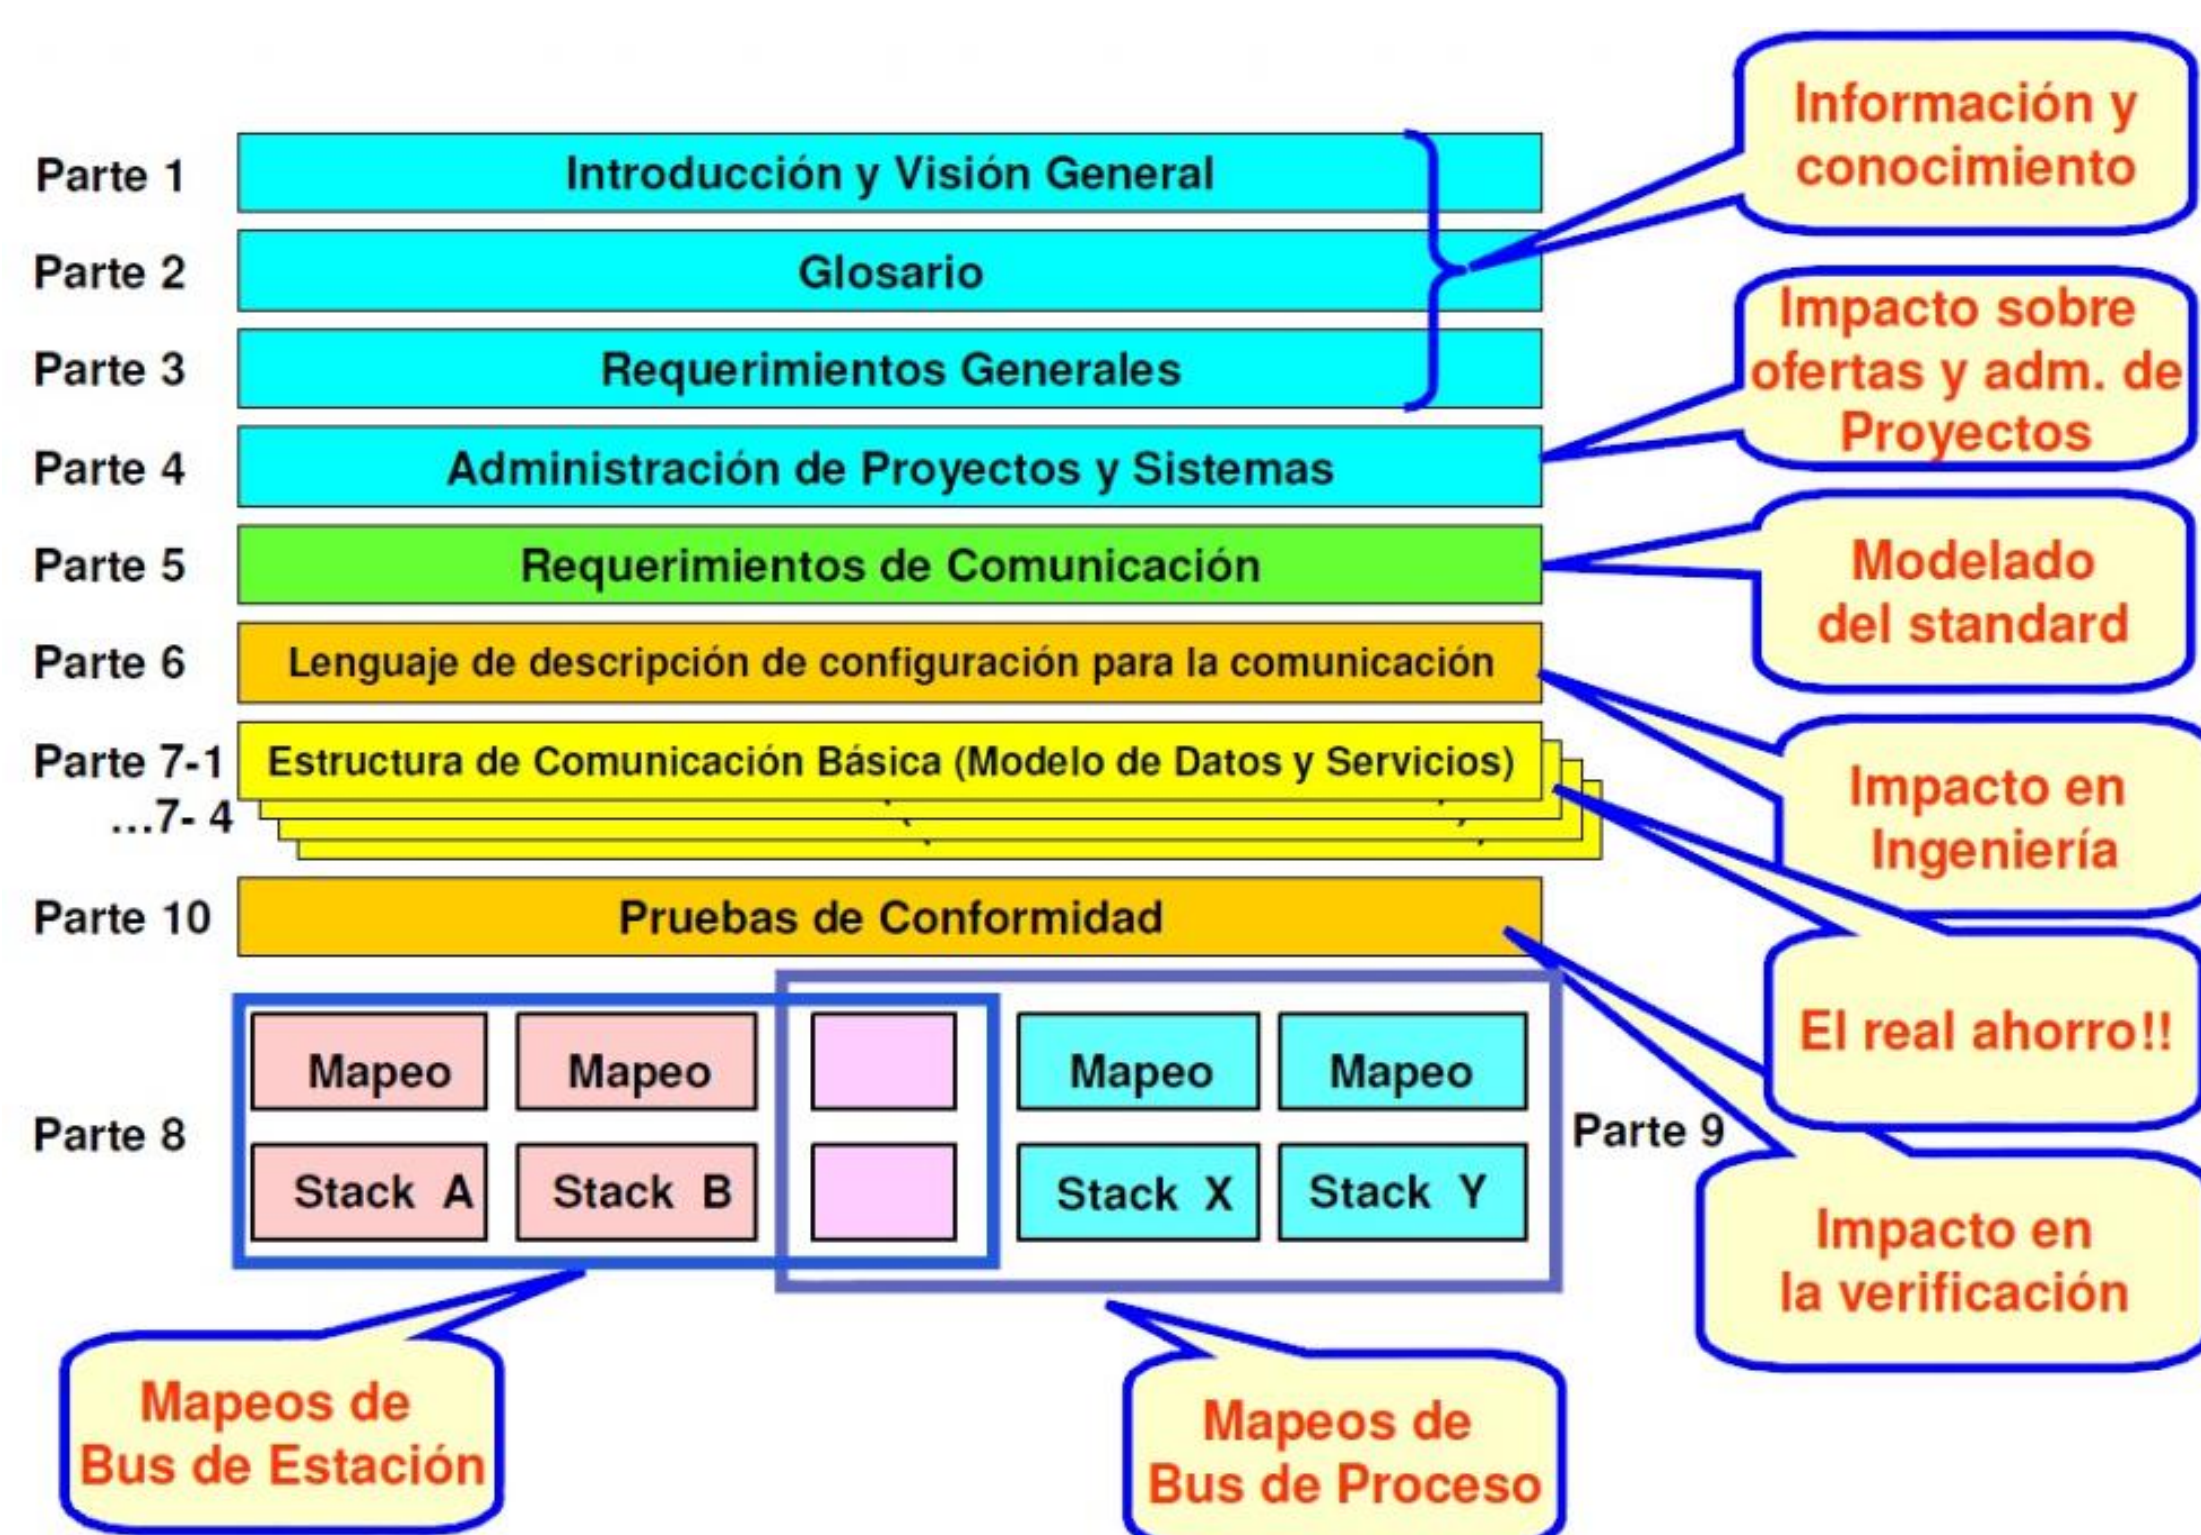 Información y
conocimiento
Parte 1
Introducción y Visión General
Parte 2
Glosario
Parte 3
Requerimientos Generales
Impacto sobre
ofertas y adm. de
Proyectos
Parte 4
Administración de Proyectos y Sistemas
Parte 5
Requerimientos de Comunicación
Modelado
del standard
Parte 6
Lenguaje de descripción de configuración para la comunicación
Parte 7-1
Estructura de Comunicación Básica (Modelo de Datos y Servicios)
...7- 4
Impacto en
Ingeniería
Parte 10
Pruebas de Conformidad
El real ahorro!!
Mapeo
Mapeo
Mapeo
Mapeo
Parte 8
Parte 9
Stack A
Stack B
Stack X
Stack Y
Impacto en
la verificación
Mapeos de
Bus de Estación
Mapeos de
Bus de Proceso